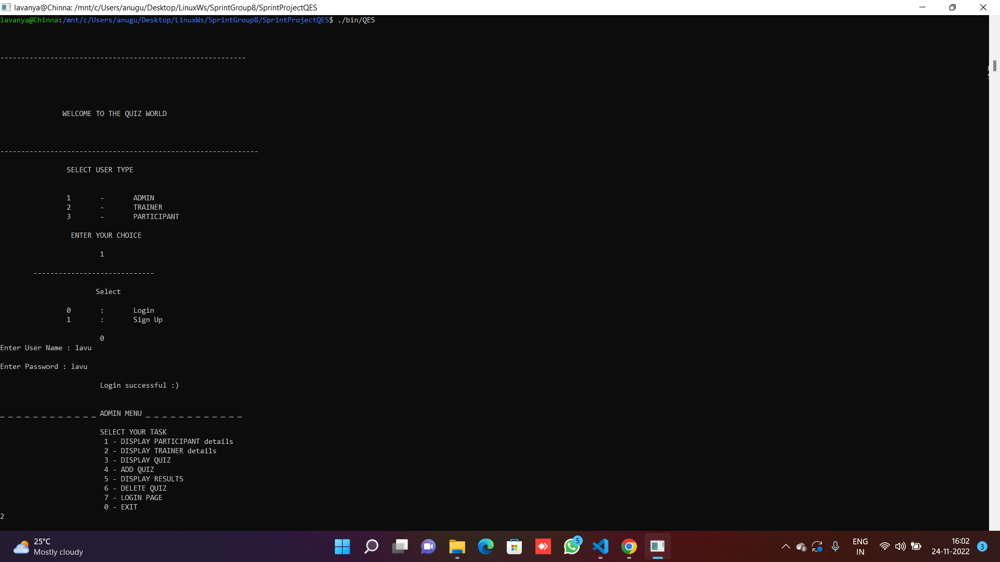 lavanya@Chinna: /mnt/c/Users/anugu/Desktop/LinuxWs/SprintGroup8/SprintProjectQES
lavanya@Chinna:/mnt/c/Users/anugu/Desktop/LinuxWs/SprintGroup8/SprintProjectQES$ ./bin/QES
-----------------------------------------------------------
WELCOME TO THE QUIZ WORLD
--------------------------------------------------------------
SELECT USER TYPE
1 - ADMIN
2 - TRAINER
3 - PARTICIPANT
ENTER YOUR CHOICE
1
-----------------------------
Select
0 : Login
1 : Sign Up
0
Enter User Name : lavu
Enter Password : lavu
Login successful :)
_ _ _ _ _ _ _ _ _ _ _ _ ADMIN MENU _ _ _ _ _ _ _ _ _ _ _ _
SELECT YOUR TASK
1 - DISPLAY PARTICIPANT details
2 - DISPLAY TRAINER details
3 - DISPLAY QUIZ
4 - ADD QUIZ
5 - DISPLAY RESULTS
6 - DELETE QUIZ
7 - LOGIN PAGE
0 - EXIT
2
25°C
Mostly cloudy
5
ENG
IN
16:02
24-11-2022
3